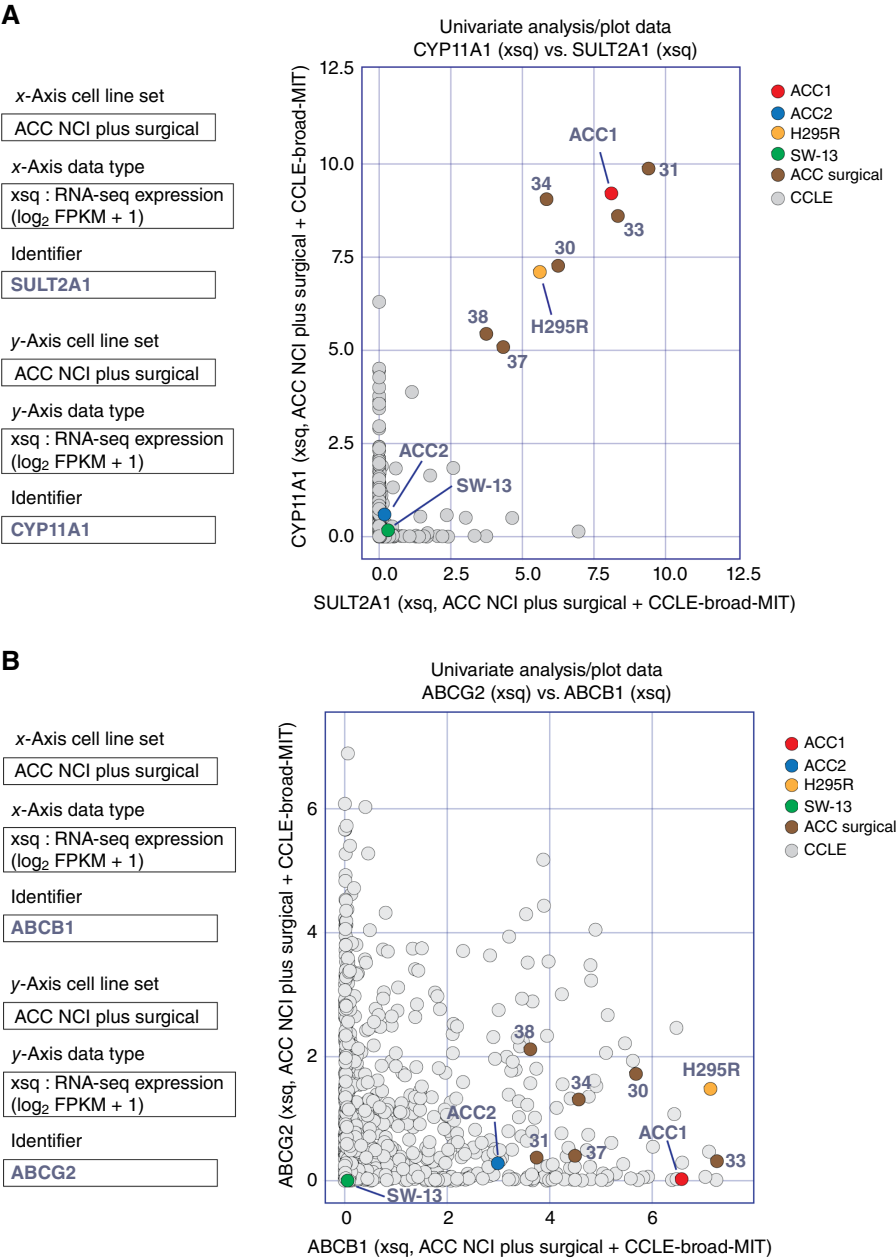 A
Univariate analysis/plot data
CYP11A1 (xsq) vs. SULT2A1 (xsq)
x-Axis cell line set
ACC NCI plus surgical
x-Axis data type
xsq : RNA-seq expression
(log₂ FPKM + 1)
Identifier
SULT2A1
y-Axis cell line set
ACC NCI plus surgical
y-Axis data type
xsq : RNA-seq expression
(log₂ FPKM + 1)
Identifier
CYP11A1
CYP11A1 (xsq, ACC NCI plus surgical + CCLE-broad-MIT)
12.5
10.0
7.5
5.0
2.5
0.0
ACC1
31
34
33
30
H295R
38
37
ACC2
SW-13
0.0 2.5 5.0 7.5 10.0 12.5
SULT2A1 (xsq, ACC NCI plus surgical + CCLE-broad-MIT)
ACC1
ACC2
H295R
SW-13
ACC surgical
CCLE
B
Univariate analysis/plot data
ABCG2 (xsq) vs. ABCB1 (xsq)
x-Axis cell line set
ACC NCI plus surgical
x-Axis data type
xsq : RNA-seq expression
(log₂ FPKM + 1)
Identifier
ABCB1
y-Axis cell line set
ACC NCI plus surgical
y-Axis data type
xsq : RNA-seq expression
(log₂ FPKM + 1)
Identifier
ABCG2
ABCG2 (xsq, ACC NCI plus surgical + CCLE-broad-MIT)
6
4
2
0
38
H295R
34
30
ACC2
ACC1
31
37
33
SW-13
0 2 4 6
ABCB1 (xsq, ACC NCI plus surgical + CCLE-broad-MIT)
ACC1
ACC2
H295R
SW-13
ACC surgical
CCLE